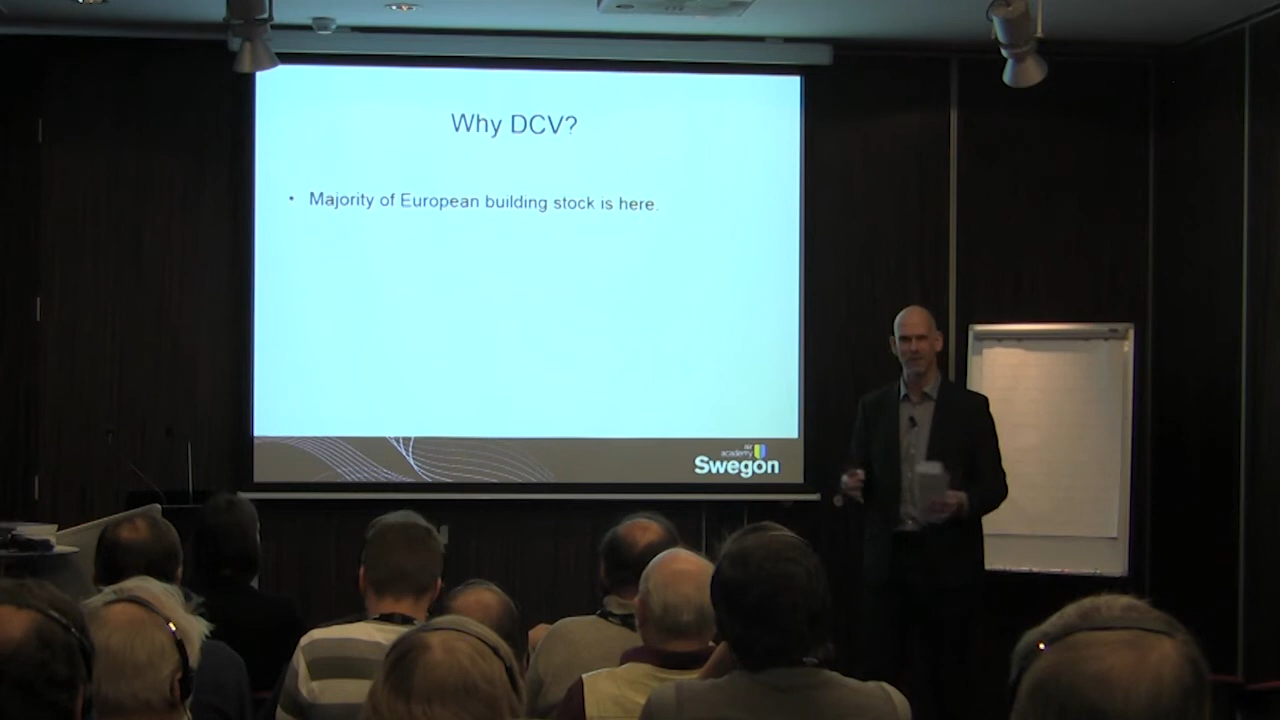 Why DCV?
• Majority of European building stock is here.
air
academy
Swegon